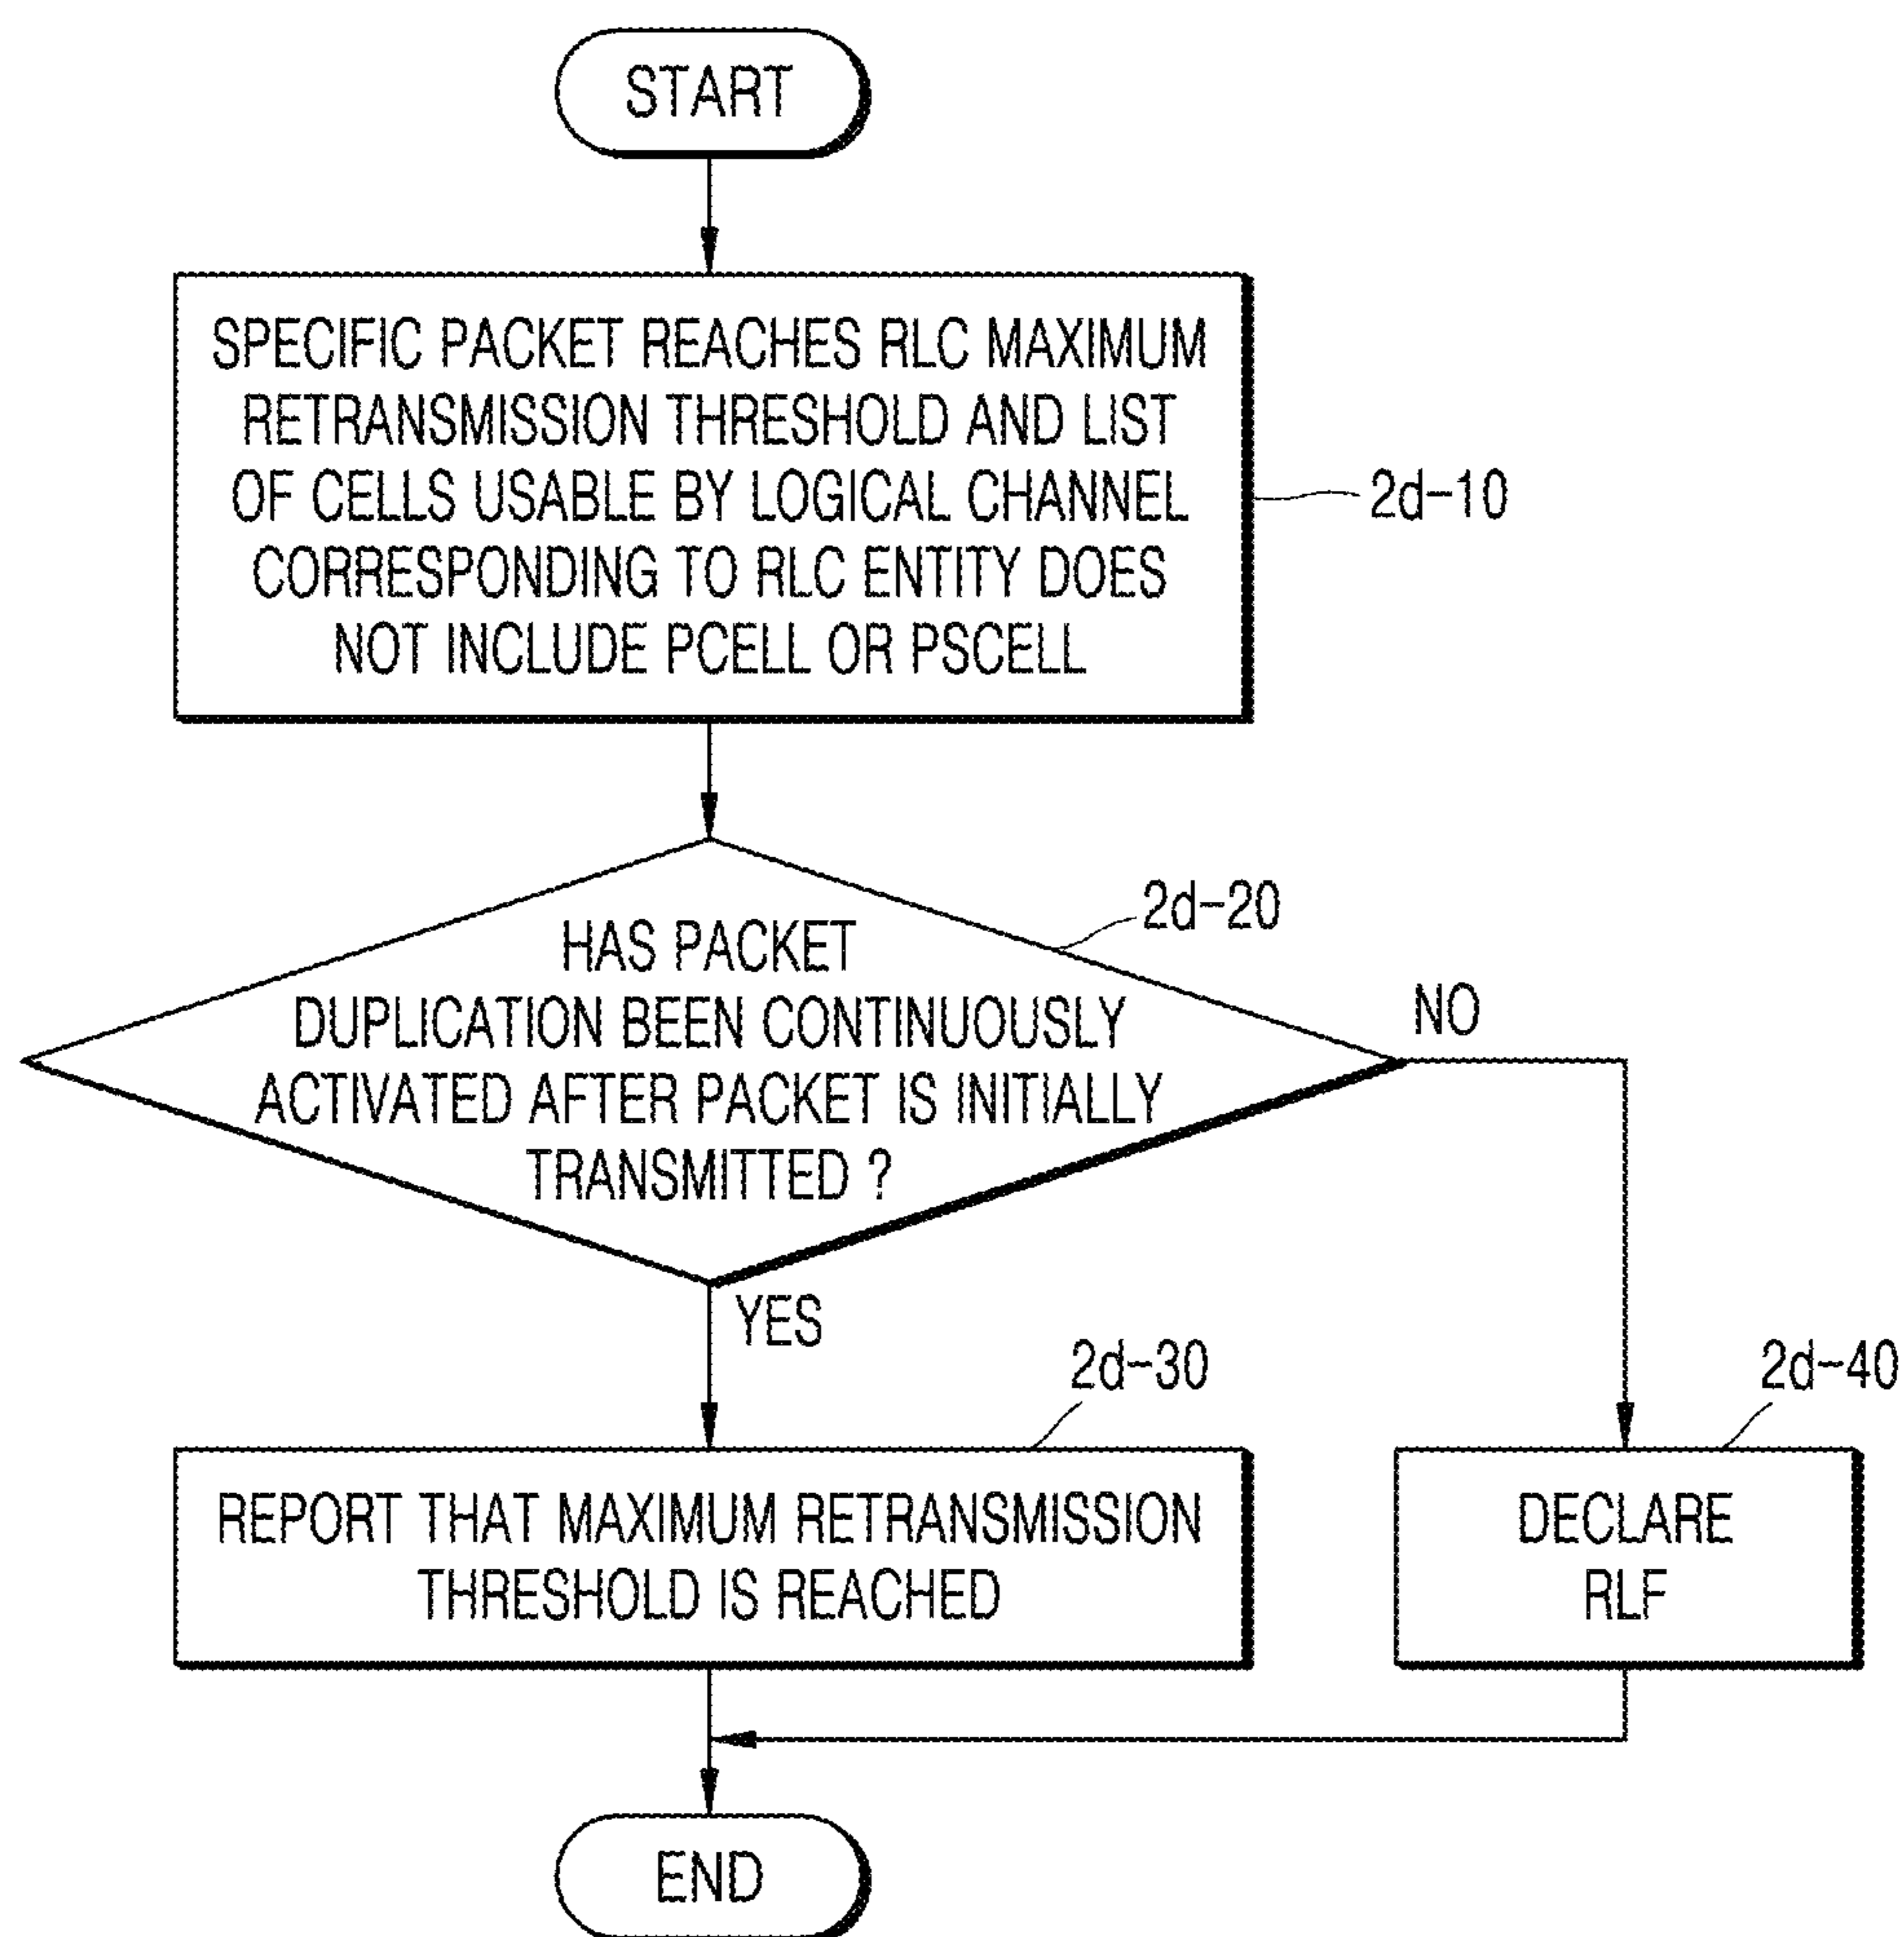 START
SPECIFIC PACKET REACHES RLC MAXIMUM
RETRANSMISSION THRESHOLD AND LIST
OF CELLS USABLE BY LOGICAL CHANNEL
CORRESPONDING TO RLC ENTITY DOES
NOT INCLUDE PCELL OR PSCELL
2d-10
2d-20
HAS PACKET
DUPLICATION BEEN CONTINUOUSLY
ACTIVATED AFTER PACKET IS INITIALLY
TRANSMITTED ?
NO
YES
2d-30
2d-40
REPORT THAT MAXIMUM RETRANSMISSION
THRESHOLD IS REACHED
DECLARE
RLF
END